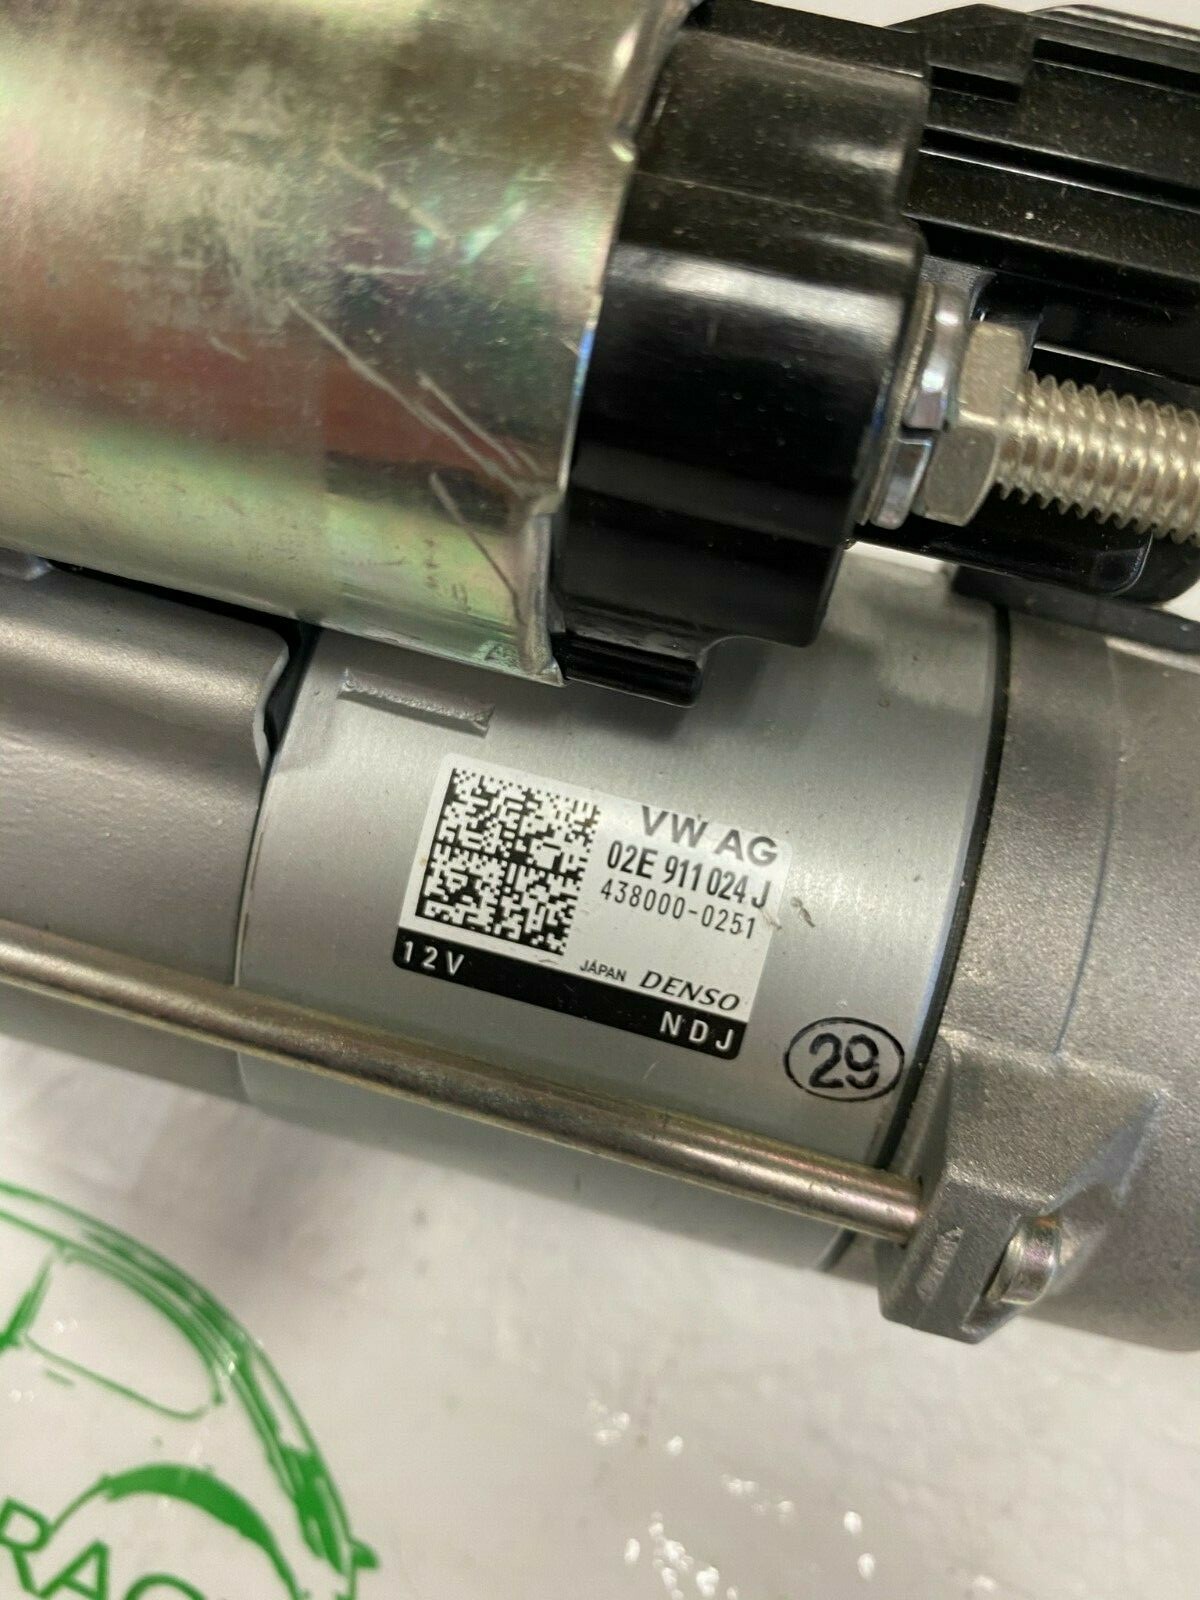 VW AG
02E 911 024 J
438000-0251
JAPAN DENSO
12V
NDJ
29